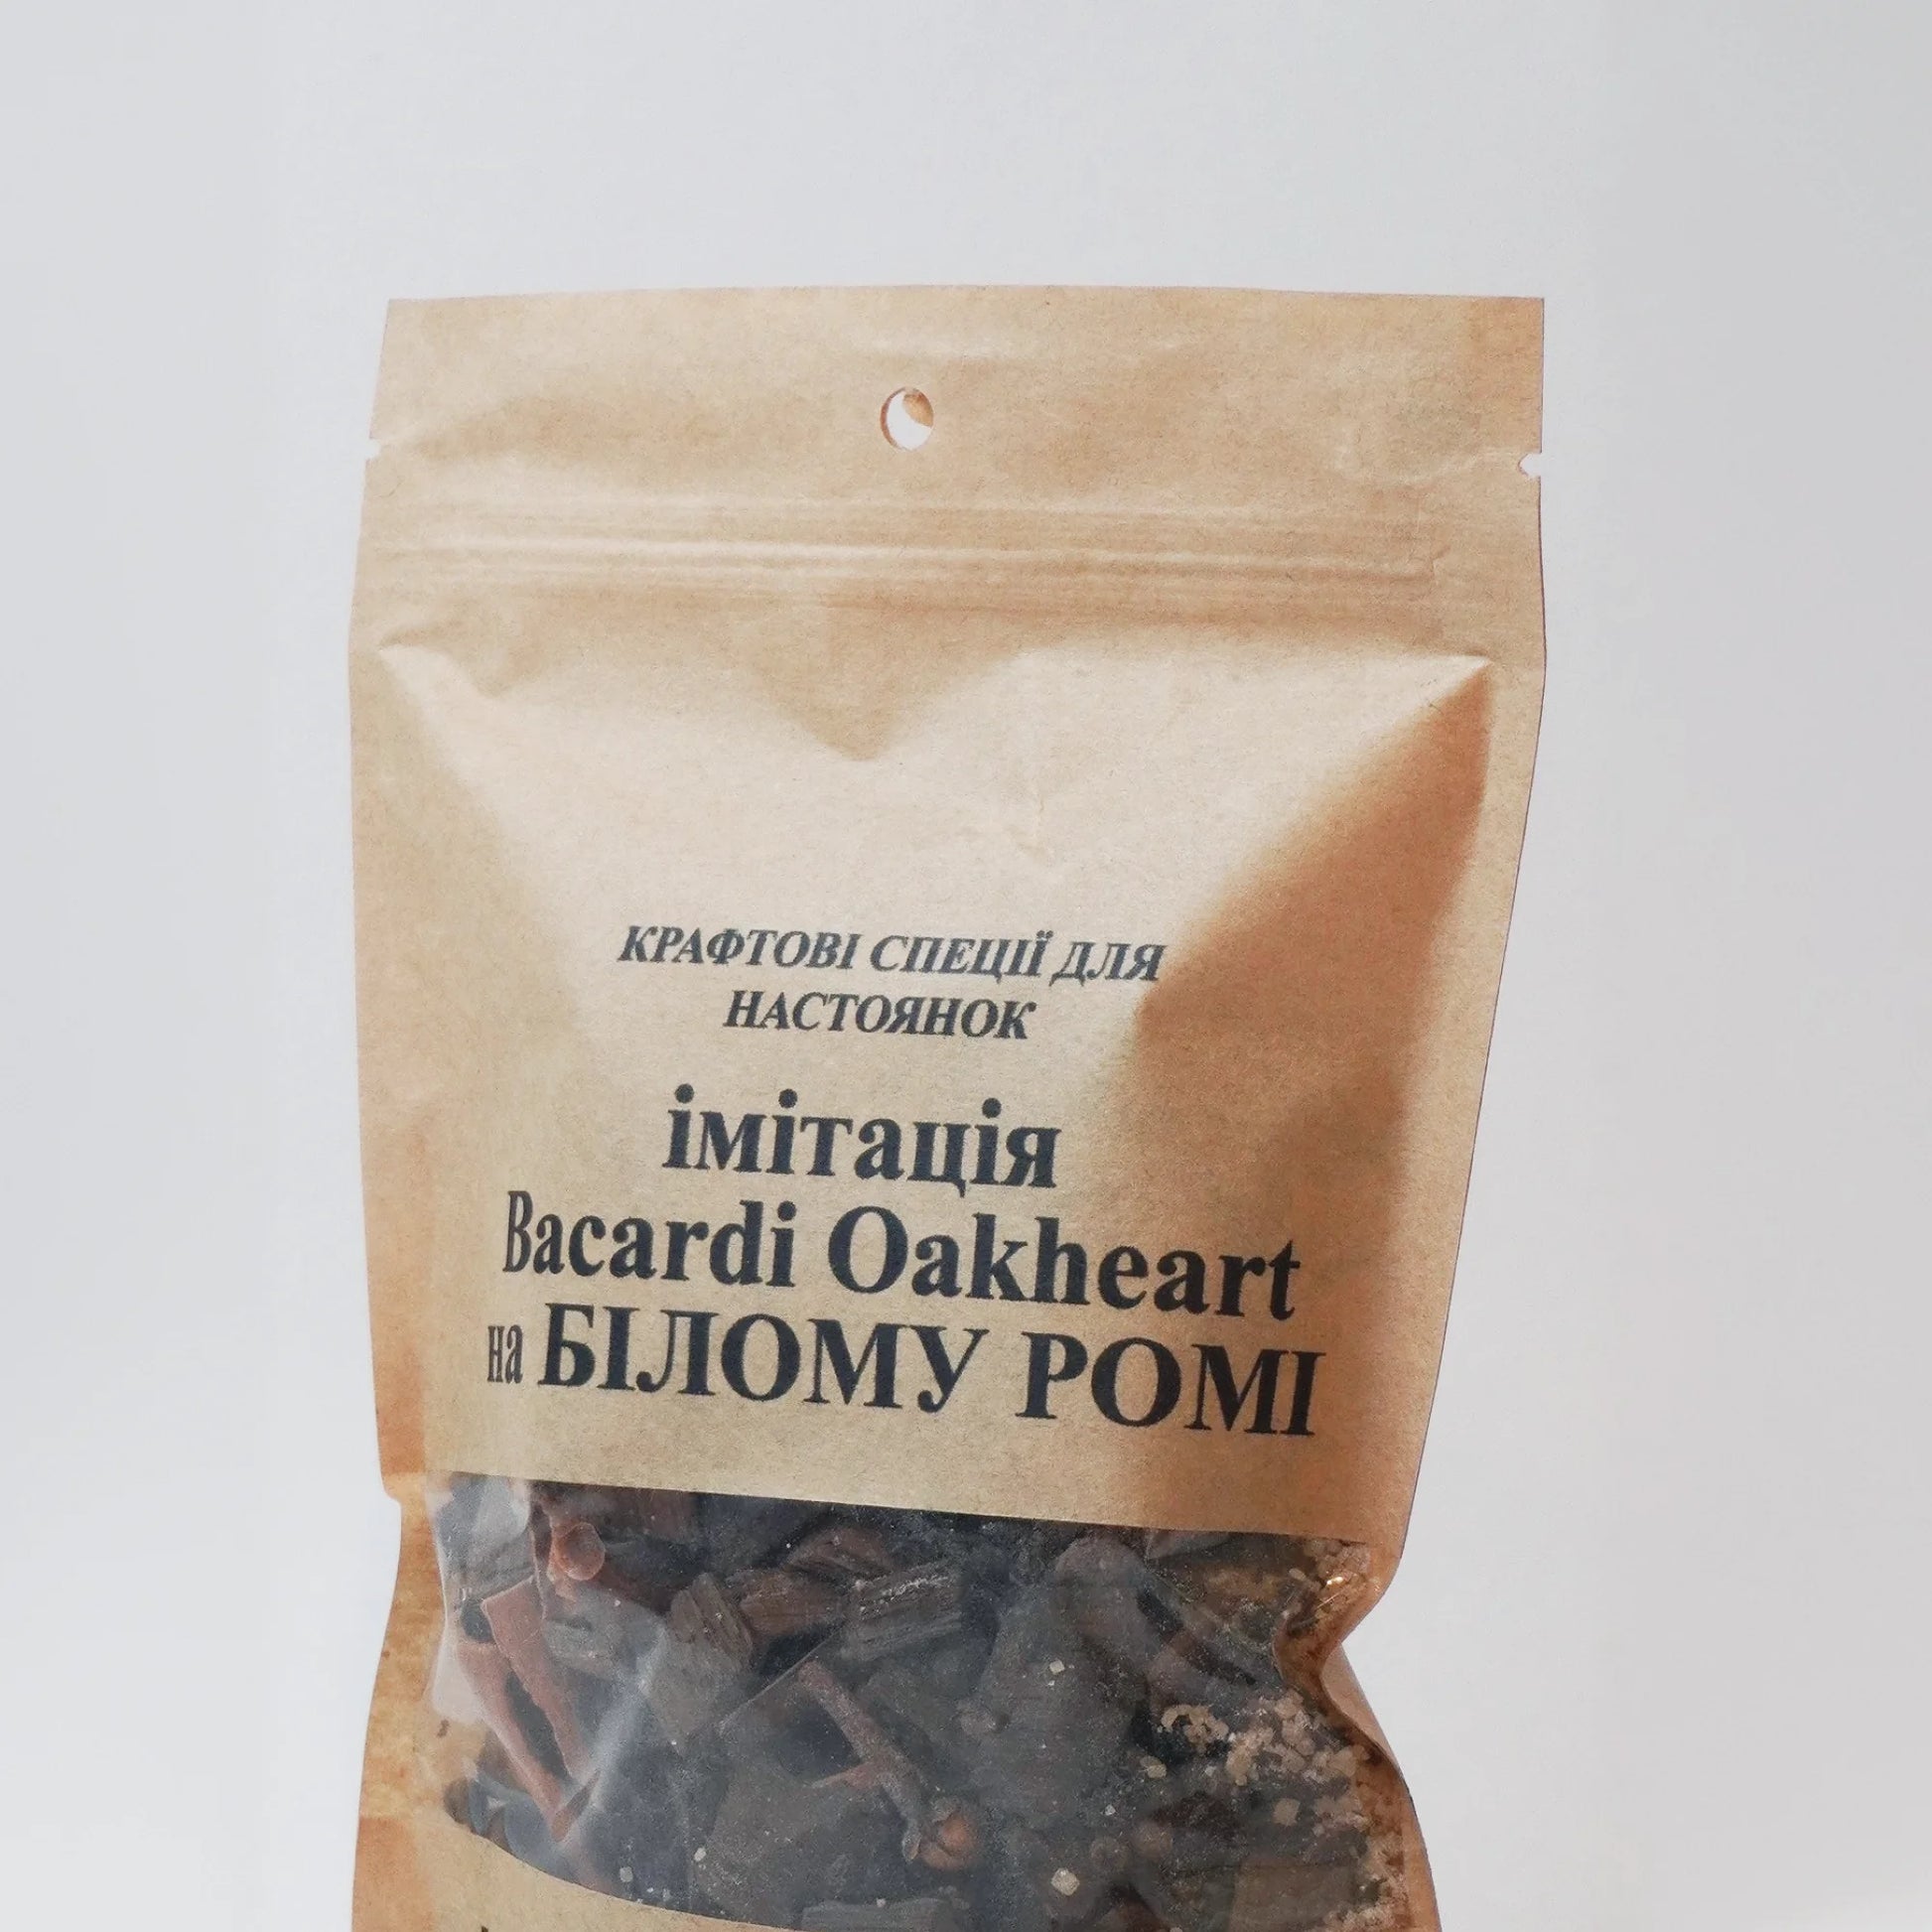 КРАФТОВІ СПЕЦІЇ ДЛЯ
НАСТОЯНОК
імітація
Bacardi Oakheart
на БІЛОМУ РОМІ